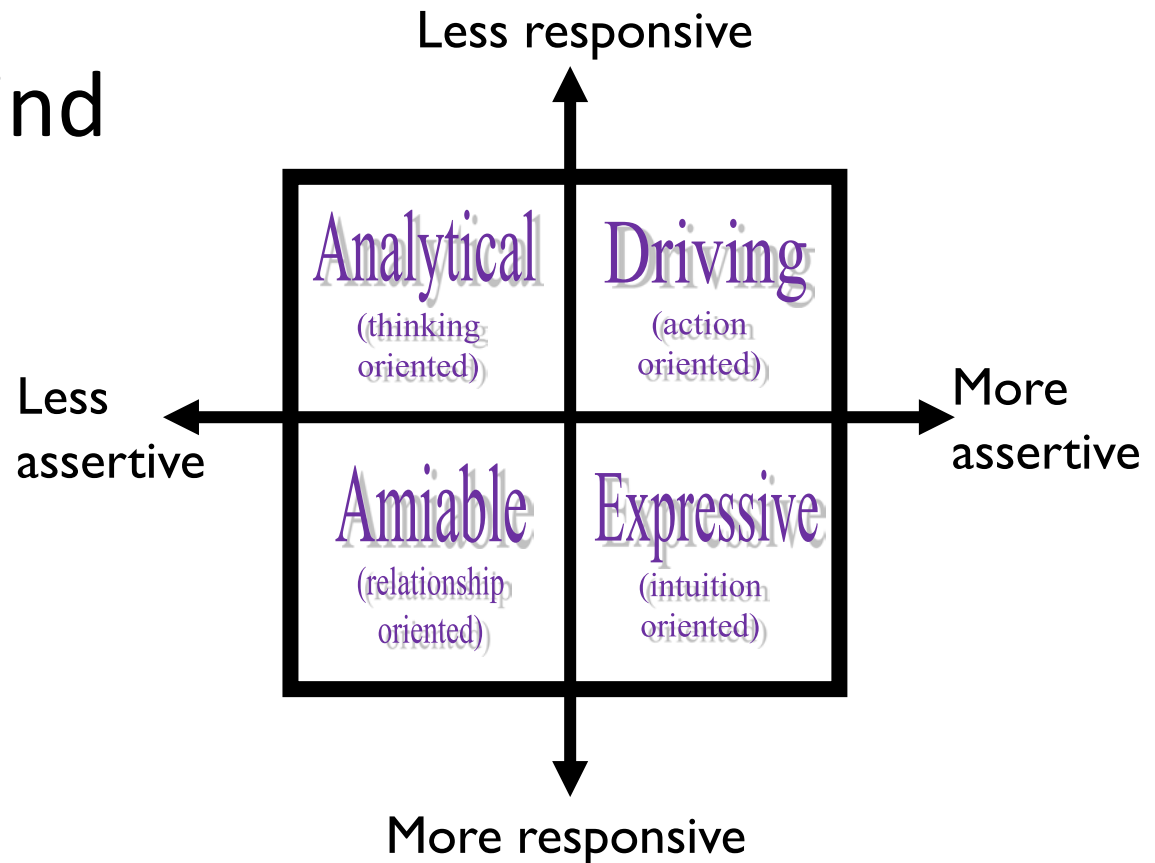 Less responsive
ind
Analytical
(thinking
oriented)
Driving
(action
oriented)
Less
assertive
More
assertive
Amiable
(relationship
oriented)
Expressive
(intuition
oriented)
More responsive